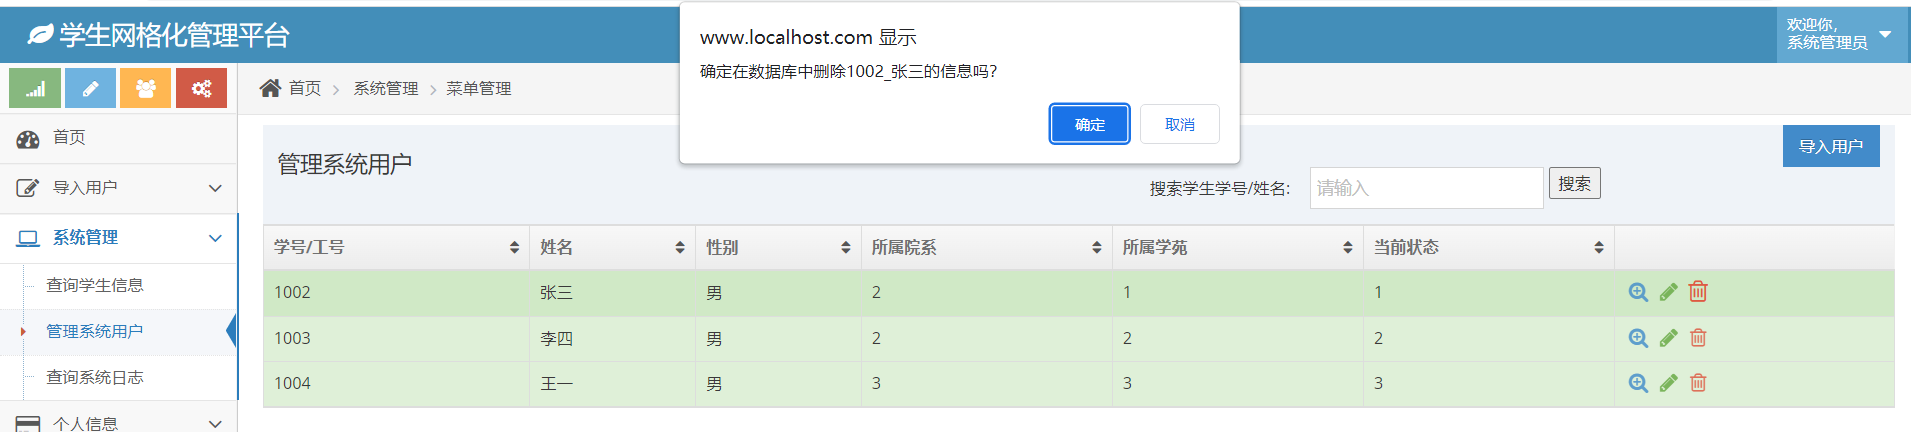 学生网格化管理平台
欢迎你,
系统管理员
www.localhost.com 显示
确定在数据库中删除1002_张三的信息吗?
确定
取消
首页
系统管理
菜单管理
首页
导入用户
系统管理
查询学生信息
管理系统用户
查询系统日志
个人信息
管理系统用户
导入用户
搜索学生学号/姓名:
请输入
搜索
学号/工号 姓名 性别 所属院系 所属学苑 当前状态
1002 张三 男 2 1 1
1003 李四 男 2 2 2
1004 王一 男 3 3 3